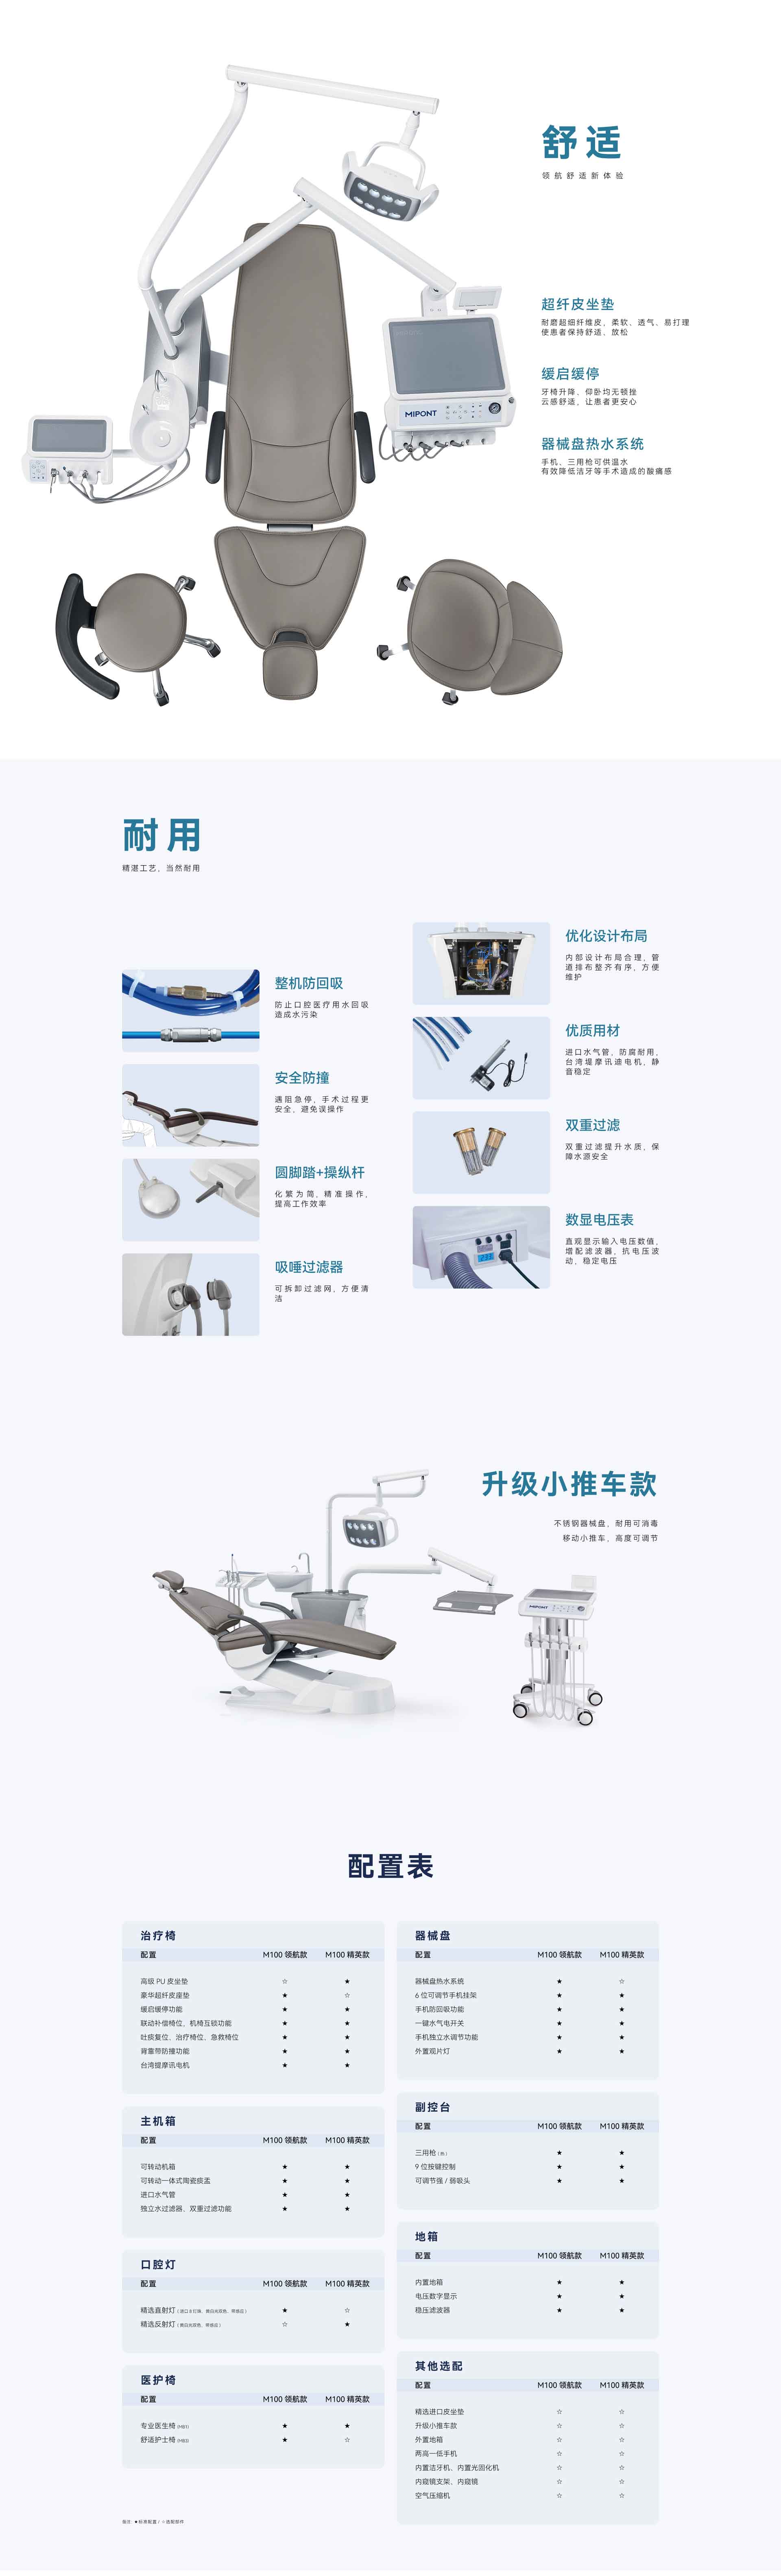 舒适
领航舒适新体验
超纤皮坐垫
耐磨超细纤维皮，柔软、透气、易打理
使患者保持舒适、放松
缓启缓停
牙椅升降，仰卧均无顿挫
云感舒适，让患者更安心
器械盘热水系统
手机、三用枪可供温水
有效降低洁牙等手术造成的酸痛感
MIPONT
耐用
精湛工艺，当然耐用
整机防回吸
防止口腔医疗用水回吸
造成水污染
安全防撞
遇阻急停，手术过程更
安全，避免误操作
圆脚踏+操纵杆
化繁为简，精准操作，
提高工作效率
吸唾过滤器
可拆卸过滤网，方便清
洁
优化设计布局
内部设计布局合理，管
道排布整齐有序，方便
维护
优质用材
进口水气管，防腐耐用，
台湾堤摩讯迪电机，静
音稳定
双重过滤
双重过滤提升水质，保
障水源安全
数显电压表
直观显示输入电压数值，
增配滤波器，抗电压波
动，稳定电压
升级小推车款
不锈钢器械盘，耐用可消毒
移动小推车，高度可调节
MIPONT
配置表
治疗椅
配置 M100 领航款 M100 精英款
高级 PU 皮坐垫 ☆ ★
豪华超纤皮座垫 ★ ☆
缓启缓停功能 ★ ★
联动补偿椅位，机椅互锁功能 ★ ★
吐痰复位、治疗椅位、急救椅位 ★ ★
背靠带防撞功能 ★ ★
台湾提摩讯电机 ★ ★
主机箱
配置 M100 领航款 M100 精英款
可转动机箱 ★ ★
可转动一体式陶瓷痰盂 ★ ★
进口水气管 ★ ★
独立水过滤器、双重过滤功能 ★ ★
口腔灯
配置 M100 领航款 M100 精英款
精选直射灯 ★ ☆
精选反射灯 ☆ ★
医护椅
配置 M100 领航款 M100 精英款
专业医生椅 ★ ★
舒适护士椅 ★ ☆
器械盘
配置 M100 领航款 M100 精英款
器械盘热水系统 ★ ☆
6 位可调节手机挂架 ★ ★
手机防回吸功能 ★ ★
一键水气电开关 ★ ★
手机独立水调节功能 ★ ★
外置观片灯 ★ ★
副控台
配置 M100 领航款 M100 精英款
三用枪 ★ ★
9 位按键控制 ★ ★
可调节强 / 弱吸头 ★ ★
地箱
配置 M100 领航款 M100 精英款
内置地箱 ★ ★
电压数字显示 ★ ★
稳压滤波器 ★ ★
其他选配
配置 M100 领航款 M100 精英款
精选进口皮坐垫 ☆ ☆
升级小推车款 ☆ ☆
外置地箱 ☆ ☆
两高一低手机 ☆ ☆
内置洁牙机、内置光固化机 ☆ ☆
内窥镜支架、内窥镜 ☆ ☆
空气压缩机 ☆ ☆
★标准配置 / ☆选配部件